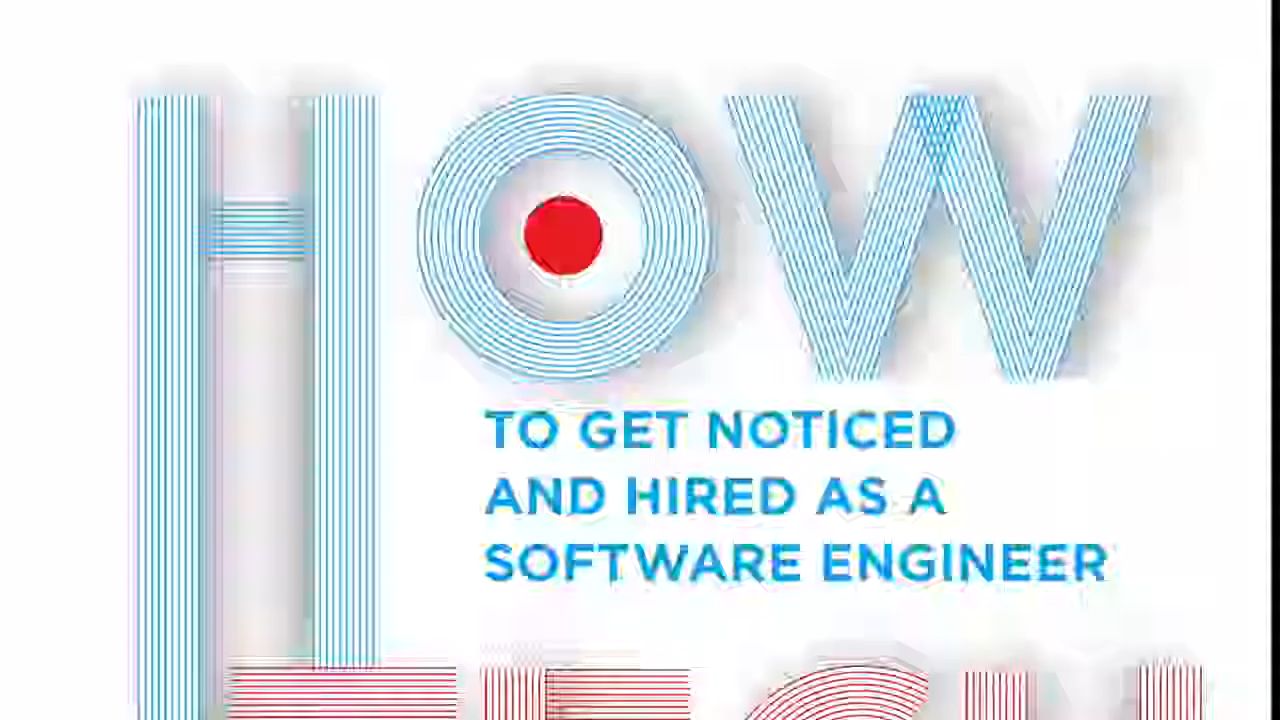 HOW
TO GET NOTICED
AND HIRED AS A
SOFTWARE ENGINEER